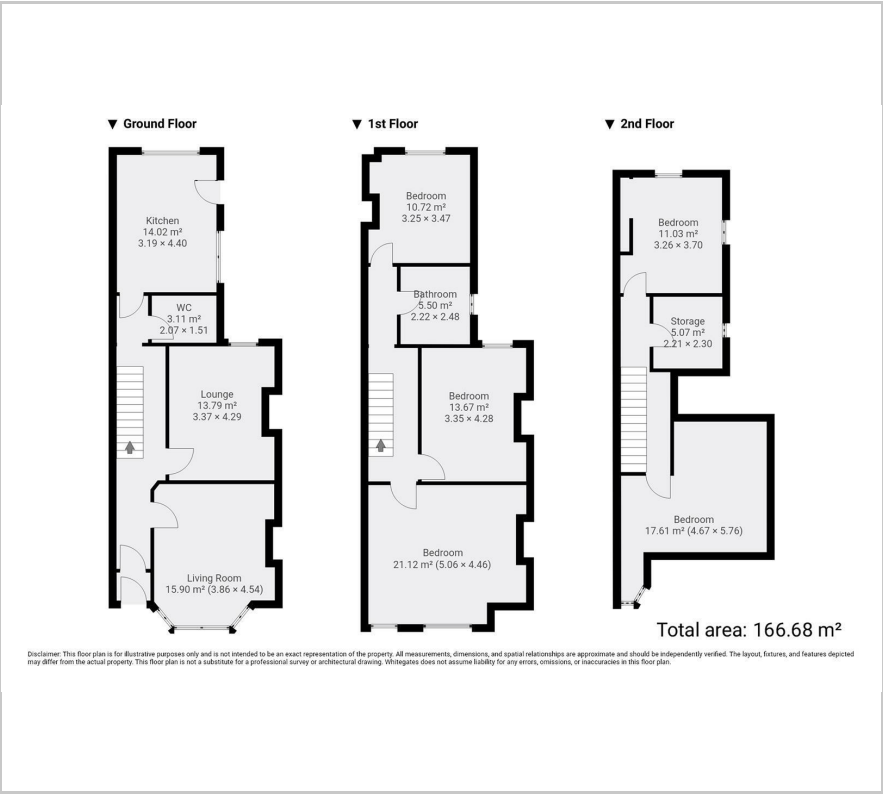 ▼ Ground Floor
Kitchen
14.02 m²
3.19 × 4.40
WC
3.11 m²
2.07 × 1.51
Lounge
13.79 m²
3.37 × 4.29
Living Room
15.90 m² (3.86 × 4.54)
▼ 1st Floor
Bedroom
10.72 m²
3.25 × 3.47
Bathroom
5.50 m²
2.22 × 2.48
Bedroom
13.67 m²
3.35 × 4.28
Bedroom
21.12 m² (5.06 × 4.46)
▼ 2nd Floor
Bedroom
11.03 m²
3.26 × 3.70
Storage
5.07 m²
2.21 × 2.30
Bedroom
17.61 m² (4.67 × 5.76)
Total area: 166.68 m²
Disclaimer: This floor plan is for illustrative purposes only and is not intended to be an exact representation of the property. All measurements, dimensions, and spatial relationships are approximate and should be independently verified. The layout, fixtures, and features depicted
may differ from the actual property. This floor plan is not a substitute for a professional survey or architectural drawing. Whitegates does not assume liability for any errors, omissions, or inaccuracies in this floor plan.